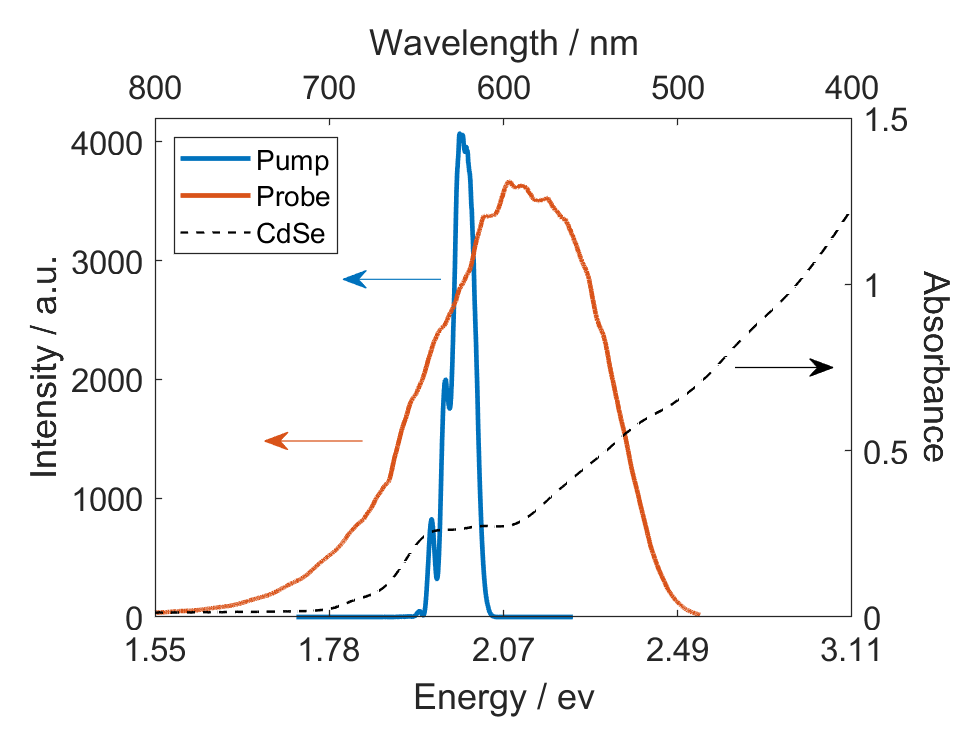 Wavelength / nm
800 700 600 500 400
Pump
Probe
CdSe
4000
3000
2000
1000
0
Intensity / a.u.
1.5
1
0.5
0
Absorbance
1.55 1.78 2.07 2.49 3.11
Energy / ev